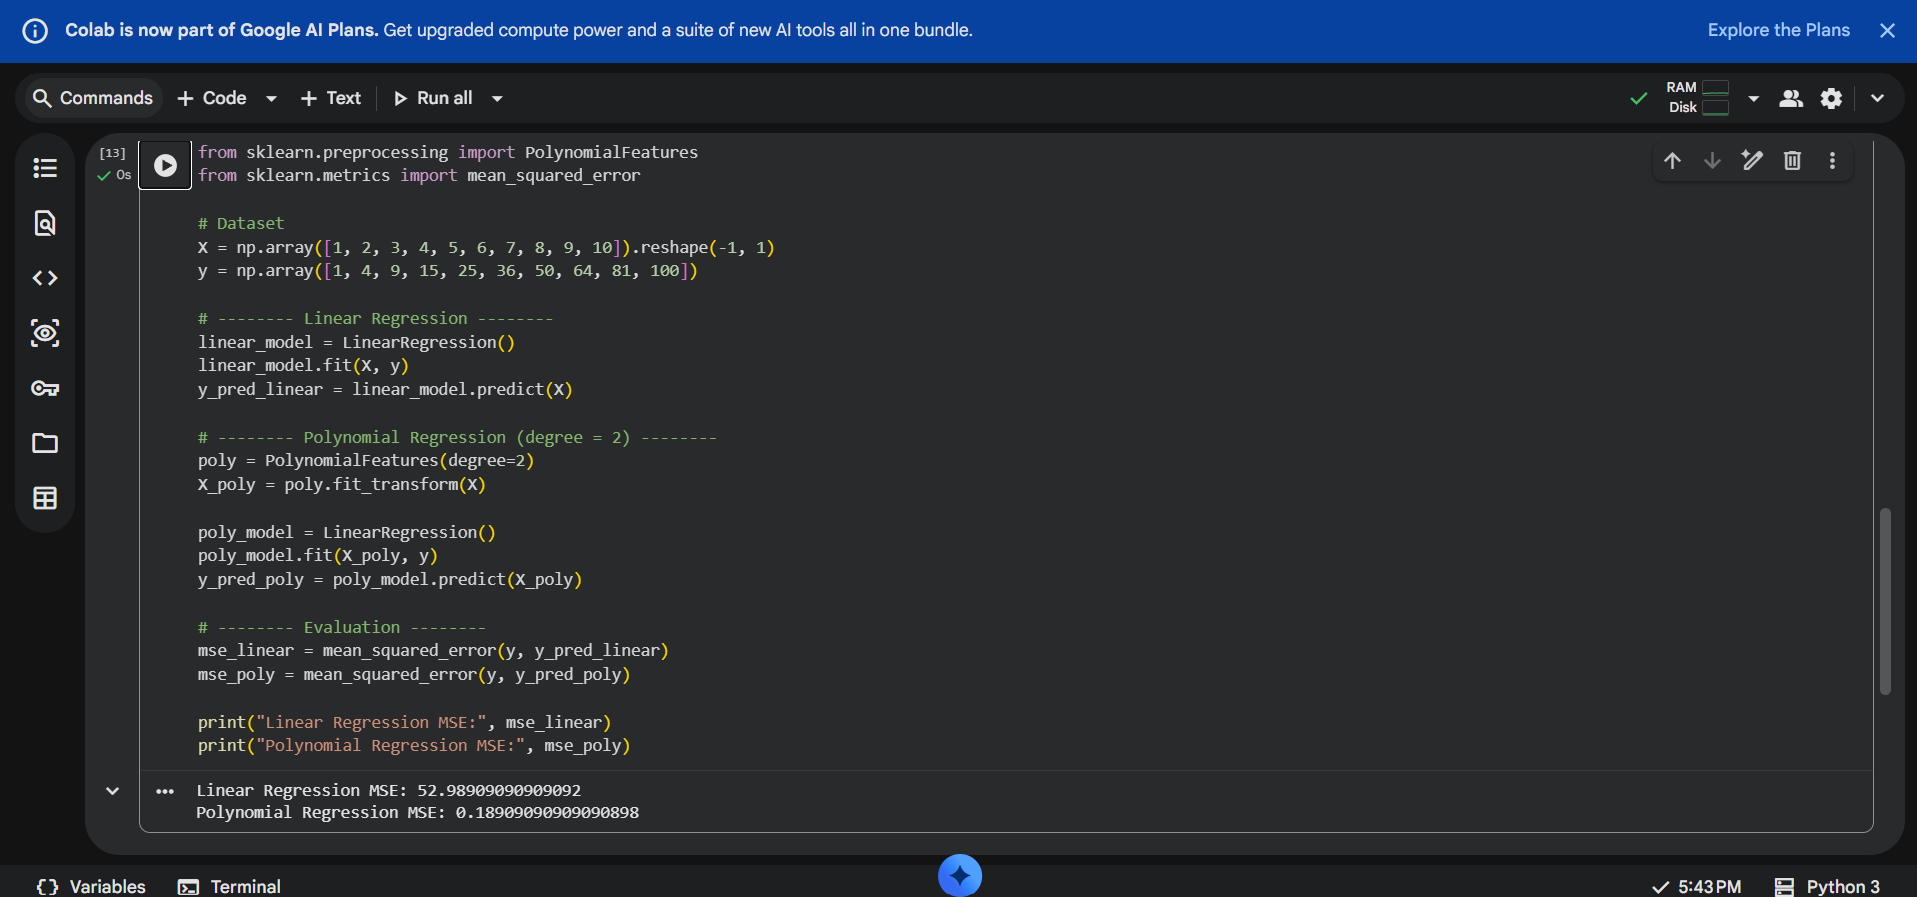 Colab is now part of Google AI Plans. Get upgraded compute power and a suite of new AI tools all in one bundle.
Explore the Plans
Commands
Code
Text
Run all
RAM
Disk
[13]
0s
from sklearn.preprocessing import PolynomialFeatures
from sklearn.metrics import mean_squared_error
# Dataset
X = np.array([1, 2, 3, 4, 5, 6, 7, 8, 9, 10]).reshape(-1, 1)
y = np.array([1, 4, 9, 15, 25, 36, 50, 64, 81, 100])
# -------- Linear Regression --------
linear_model = LinearRegression()
linear_model.fit(X, y)
y_pred_linear = linear_model.predict(X)
# -------- Polynomial Regression (degree = 2) --------
poly = PolynomialFeatures(degree=2)
X_poly = poly.fit_transform(X)
poly_model = LinearRegression()
poly_model.fit(X_poly, y)
y_pred_poly = poly_model.predict(X_poly)
# -------- Evaluation --------
mse_linear = mean_squared_error(y, y_pred_linear)
mse_poly = mean_squared_error(y, y_pred_poly)
print("Linear Regression MSE:", mse_linear)
print("Polynomial Regression MSE:", mse_poly)
Linear Regression MSE: 52.98909090909092
Polynomial Regression MSE: 0.18909090909090898
Variables
Terminal
5:43 PM
Python 3